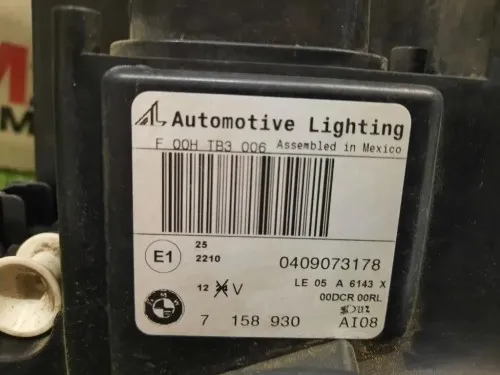 AL Automotive Lighting
F 00H TB3 006 Assembled in Mexico
E1
25
2210
0409073178
LE 05 A 6143 X
12 V
00DCR 00RL
7 158 930
AI08
M
M